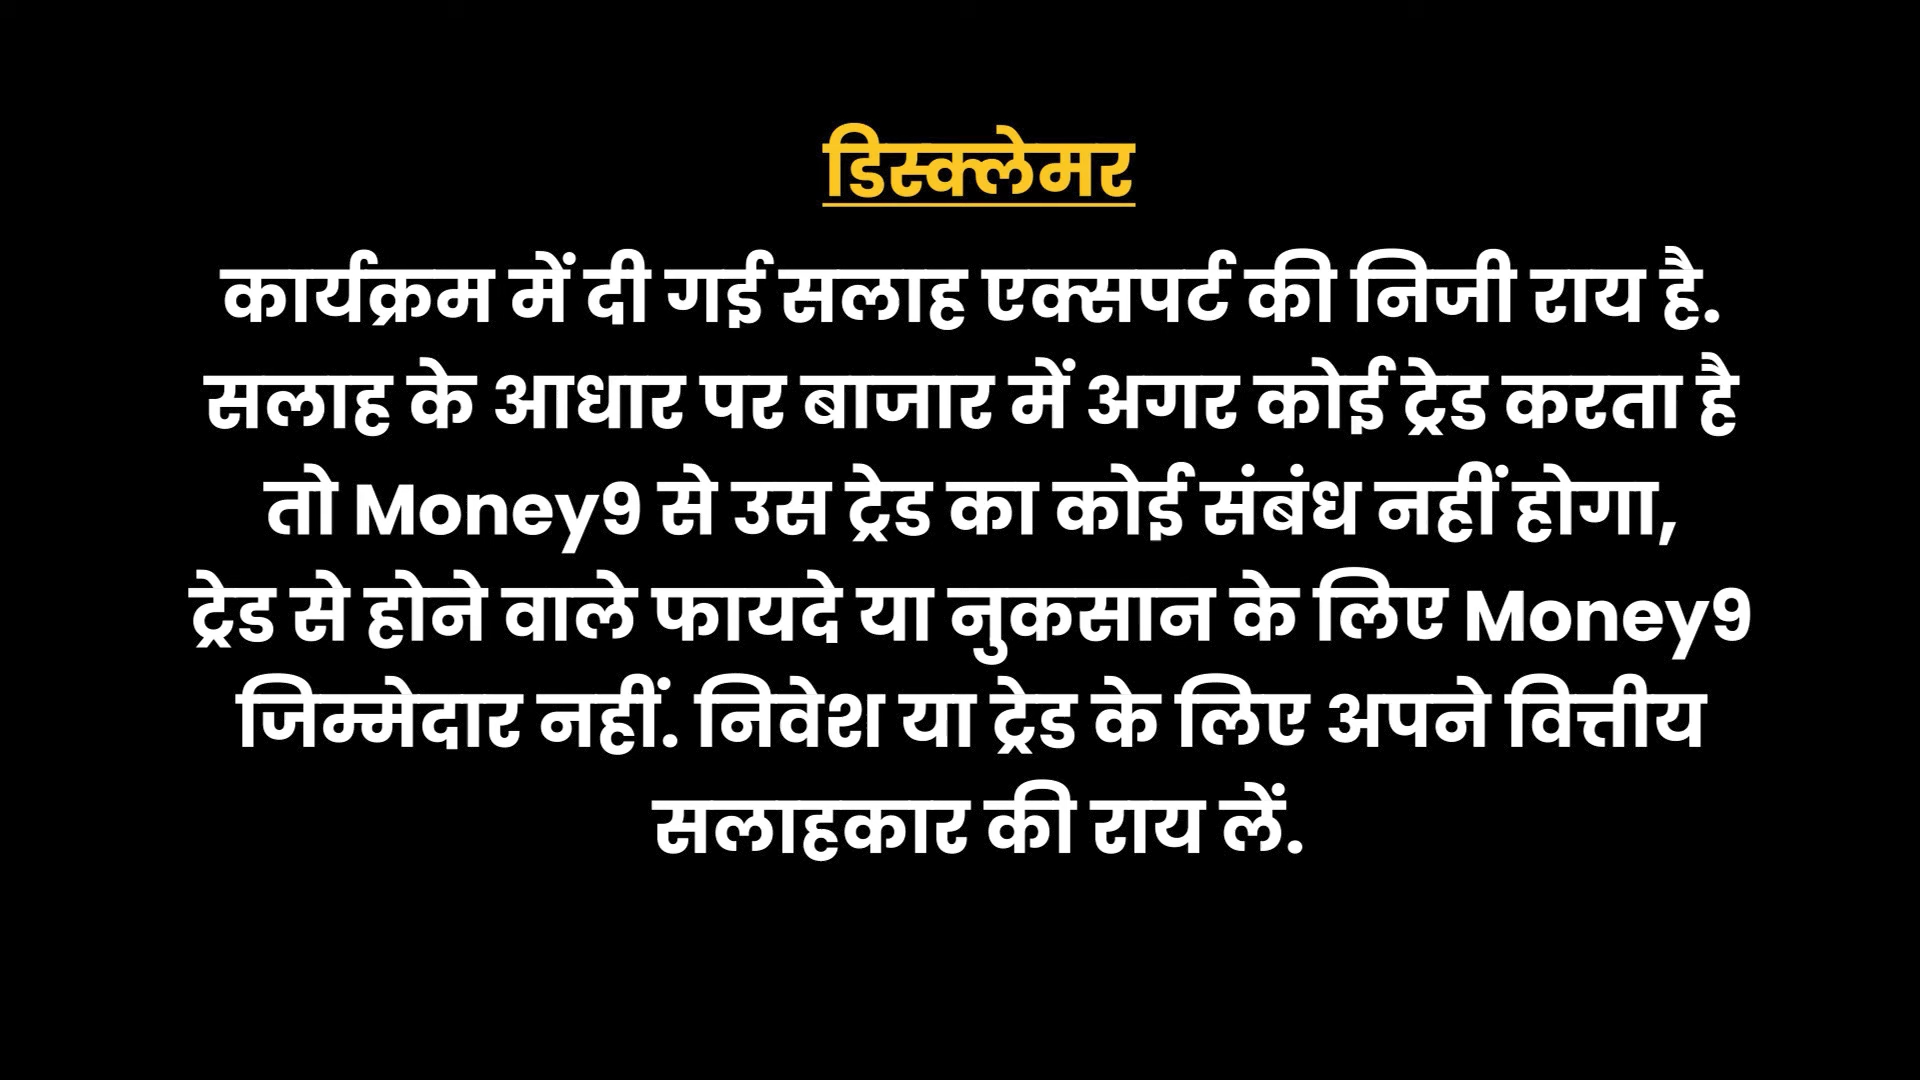 डिस्क्लेमर
कार्यक्रम में दी गई सलाह एक्सपर्ट की निजी राय है.
सलाह के आधार पर बाजार में अगर कोई ट्रेड करता है
तो Money9 से उस ट्रेड का कोई संबंध नहीं होगा,
ट्रेड से होने वाले फायदे या नुकसान के लिए Money9
जिम्मेदार नहीं. निवेश या ट्रेड के लिए अपने वित्तीय
सलाहकार की राय लें.